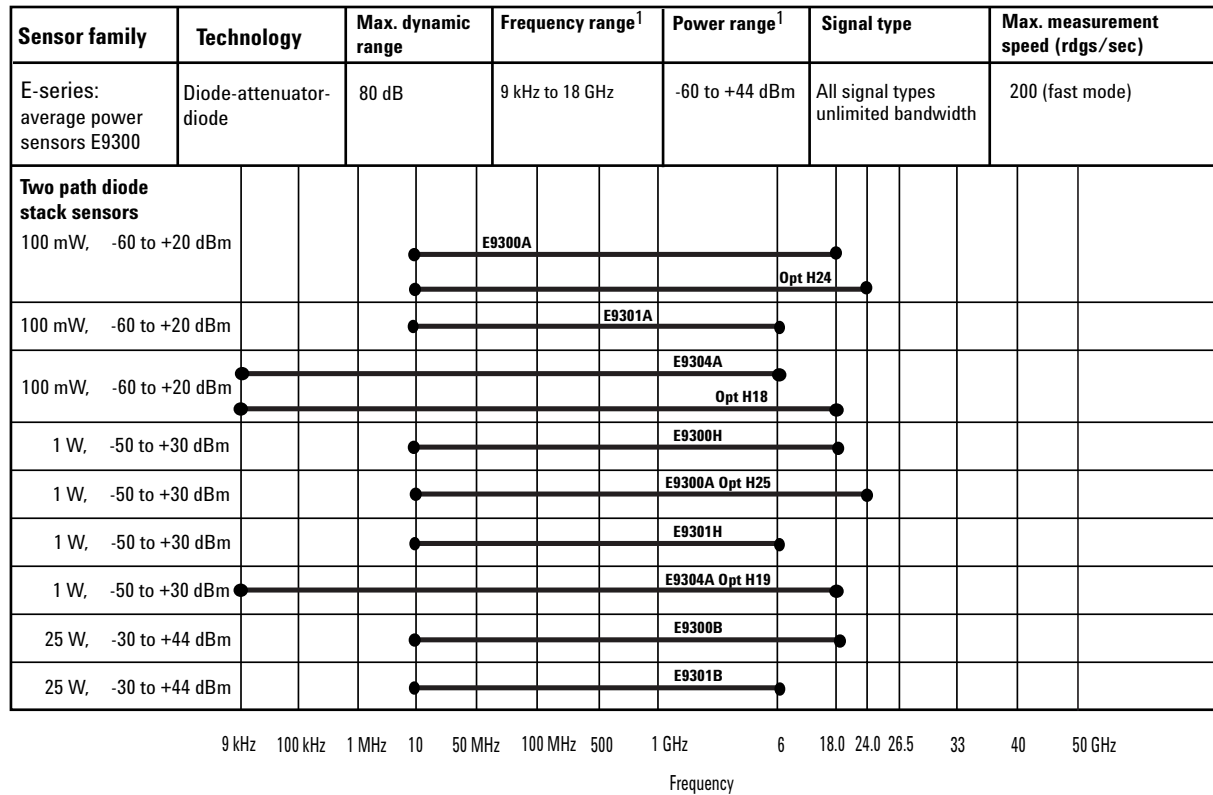 Sensor family Technology Max. dynamic range Frequency range1 Power range1 Signal type Max. measurement speed (rdgs/sec)
E-series: average power sensors E9300 Diode-attenuator-diode 80 dB 9 kHz to 18 GHz -60 to +44 dBm All signal types unlimited bandwidth 200 (fast mode)
Two path diode
stack sensors
100 mW, -60 to +20 dBm E9300A
Opt H24
100 mW, -60 to +20 dBm E9301A
E9304A
100 mW, -60 to +20 dBm
Opt H18
1 W, -50 to +30 dBm E9300H
1 W, -50 to +30 dBm E9300A Opt H25
1 W, -50 to +30 dBm E9301H
1 W, -50 to +30 dBm E9304A Opt H19
25 W, -30 to +44 dBm E9300B
25 W, -30 to +44 dBm E9301B
9 kHz 100 kHz 1 MHz 10 50 MHz 100 MHz 500 1 GHz 6 18.0 24.0 26.5 33 40 50 GHz
Frequency